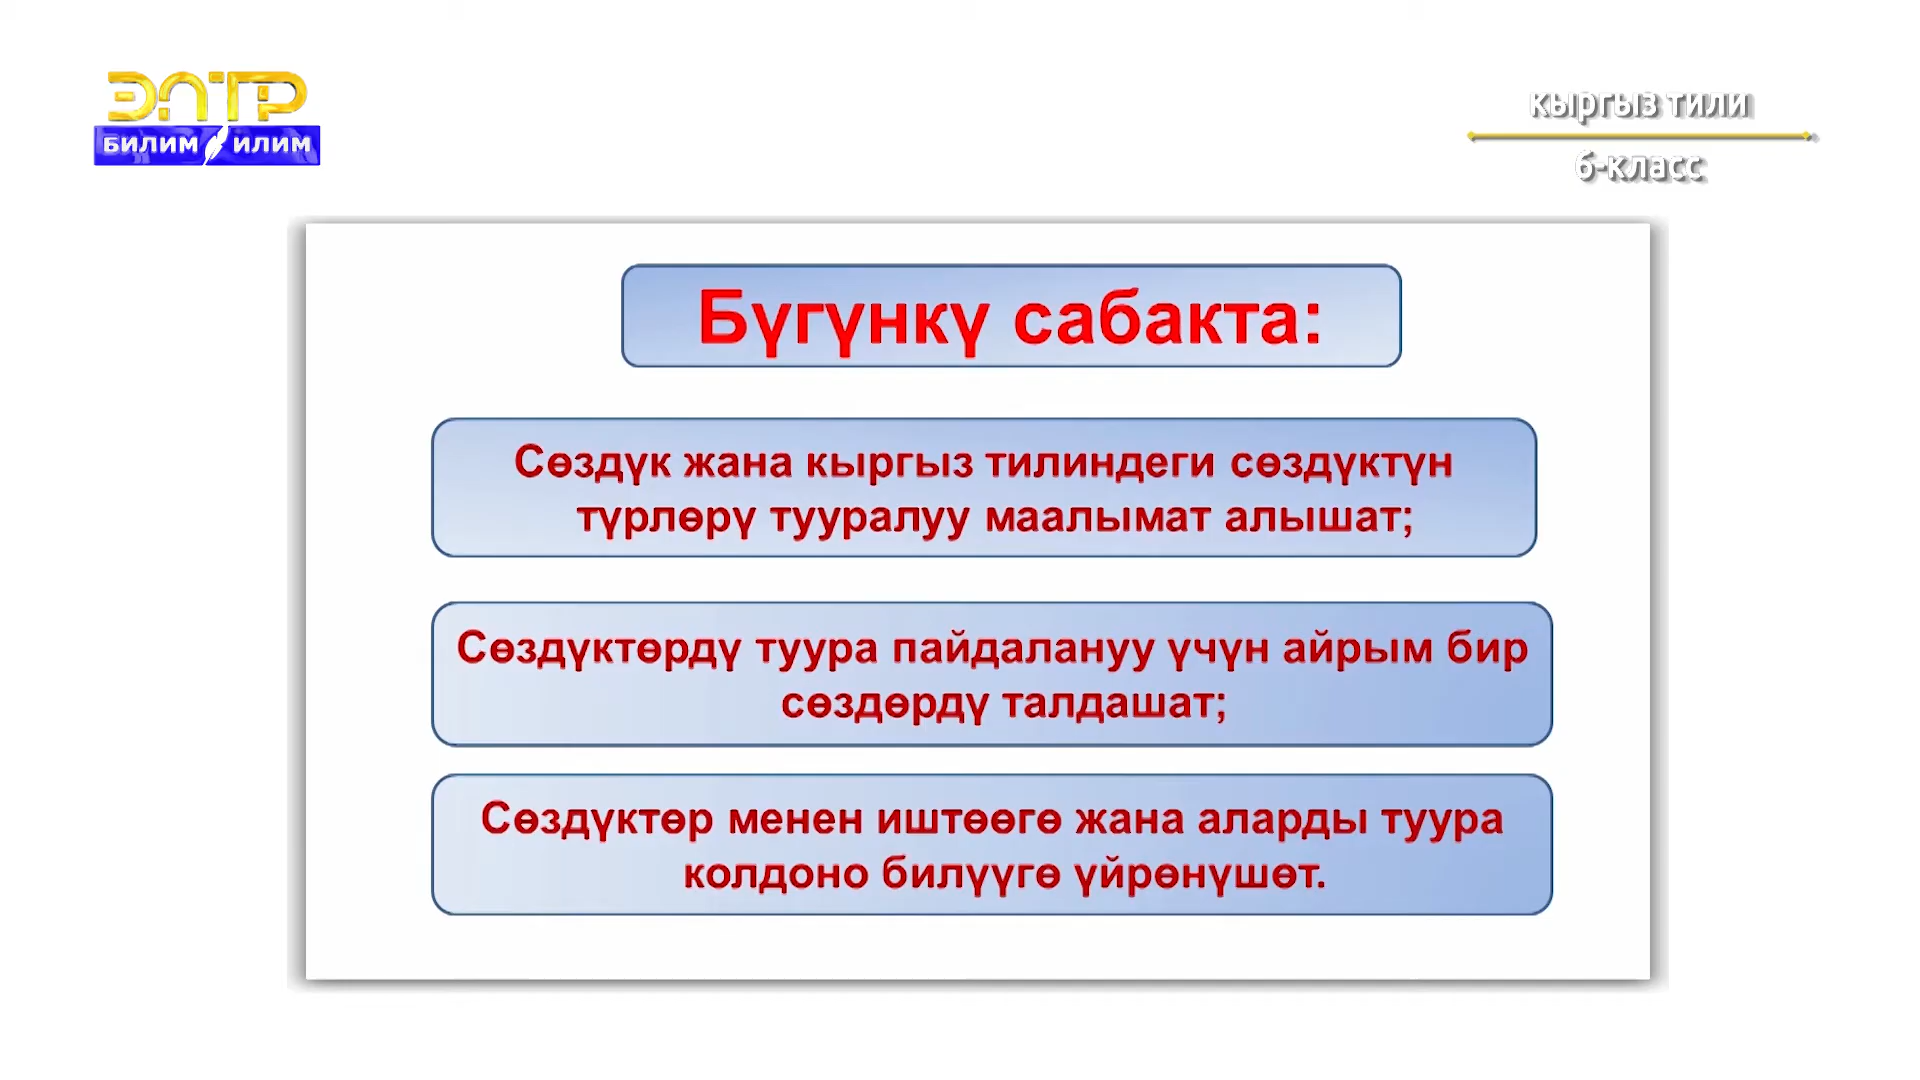 ЭЛТР
БИЛИМ ИЛИМ
кыргыз тили
6-класс
Бүгүнкү сабакта:
Сөздүк жана кыргыз тилиндеги сөздүктүн
түрлөрү тууралуу маалымат алышат;
Сөздүктөрдү туура пайдалануу үчүн айрым бир
сөздөрдү талдашат;
Сөздүктөр менен иштөөгө жана аларды туура
колдоно билүүгө үйрөнүшөт.